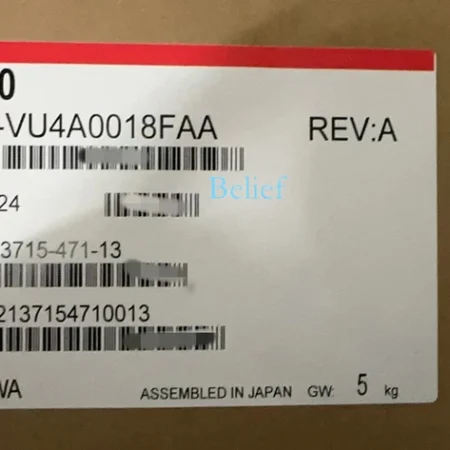 0
-VU4A0018FAA REV:A
Belief
24
3715-471-13
2137154710013
WA
ASSEMBLED IN JAPAN GW: 5 kg